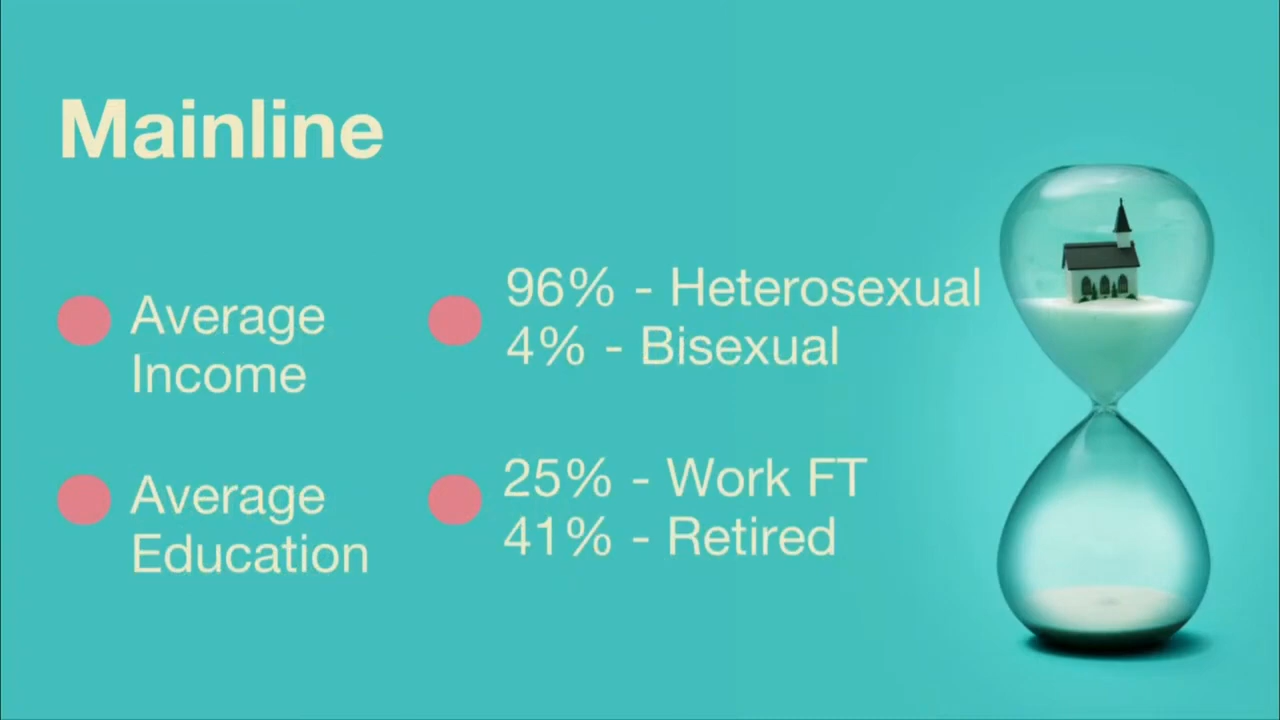 Mainline
Average
Income
96% - Heterosexual
4% - Bisexual
Average
Education
25% - Work FT
41% - Retired